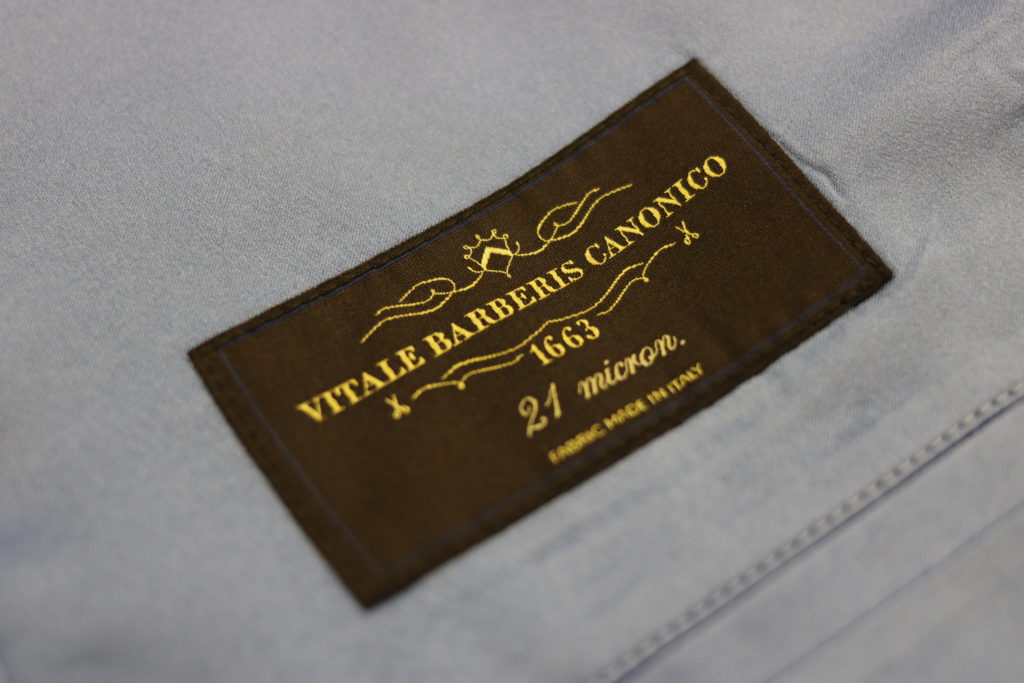 VITALE BARBERIS CANONICO
1663
21 micron.
FABRIC MADE IN ITALY